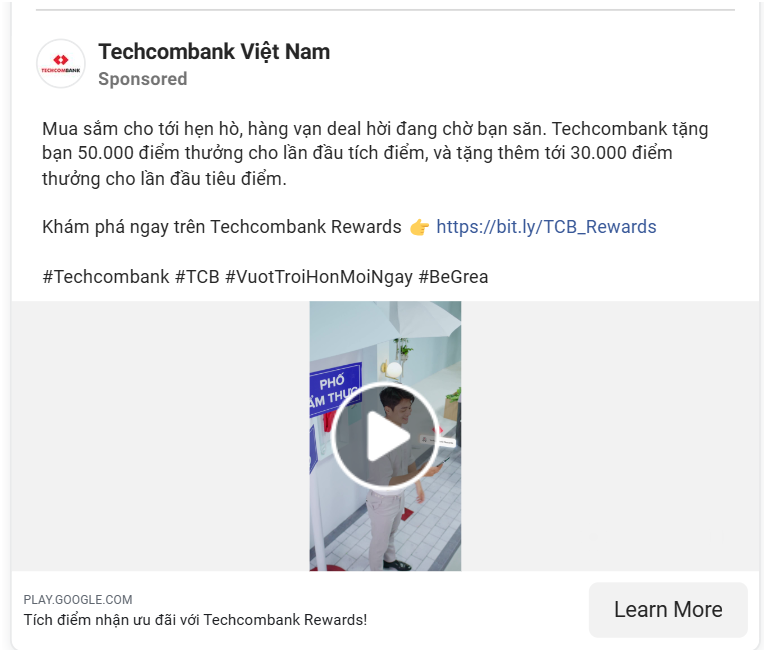 TECHCOMBANK
Techcombank Việt Nam
Sponsored
Mua sắm cho tới hẹn hò, hàng vạn deal hời đang chờ bạn săn. Techcombank tặng
bạn 50.000 điểm thưởng cho lần đầu tích điểm, và tặng thêm tới 30.000 điểm
thưởng cho lần đầu tiêu điểm.
Khám phá ngay trên Techcombank Rewards 👉 https://bit.ly/TCB_Rewards
#Techcombank #TCB #VuotTroiHonMoiNgay #BeGrea
PHỐ
ẨM THỰC
PLAY.GOOGLE.COM
Tích điểm nhận ưu đãi với Techcombank Rewards!
Learn More